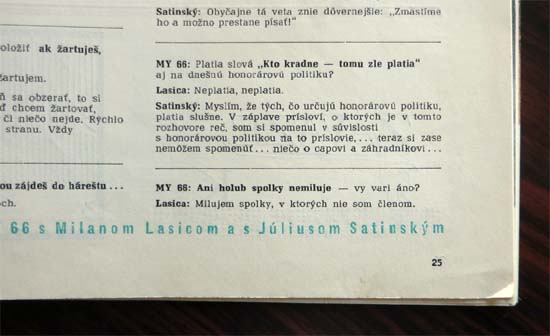 oložiť ak žartuješ,
žartujem.
ň sa obzerať, to si
ď chcem žartovať,
či niečo nejde. Rýchlo
stranu. Vždy
ou zájdeš do háreštu...
och.
Satinský: Obyčajne tá veta znie dôvernejšie: „Zmastíme
ho a možno prestane písať!“
MY 66: Platia slová „Kto kradne — tomu zle platia“
aj na dnešnú honorárovú politiku?
Lasica: Neplatia, neplatia.
Satinský: Myslím, že tých, čo určujú honorárovú politiku,
platia slušne. V záplave prísloví, o ktorých je v tomto
rozhovore reč, som si spomenul v súvislosti
s honorárovou politikou na to príslovie,... teraz si zase
nemôžem spomenúť... niečo o capovi a záhradníkovi...
MY 66: Ani holub spolky nemiluje — vy vari áno?
Lasica: Milujem spolky, v ktorých nie som členom.
66 s Milanom Lasicom a s Júliusom Satinským
25